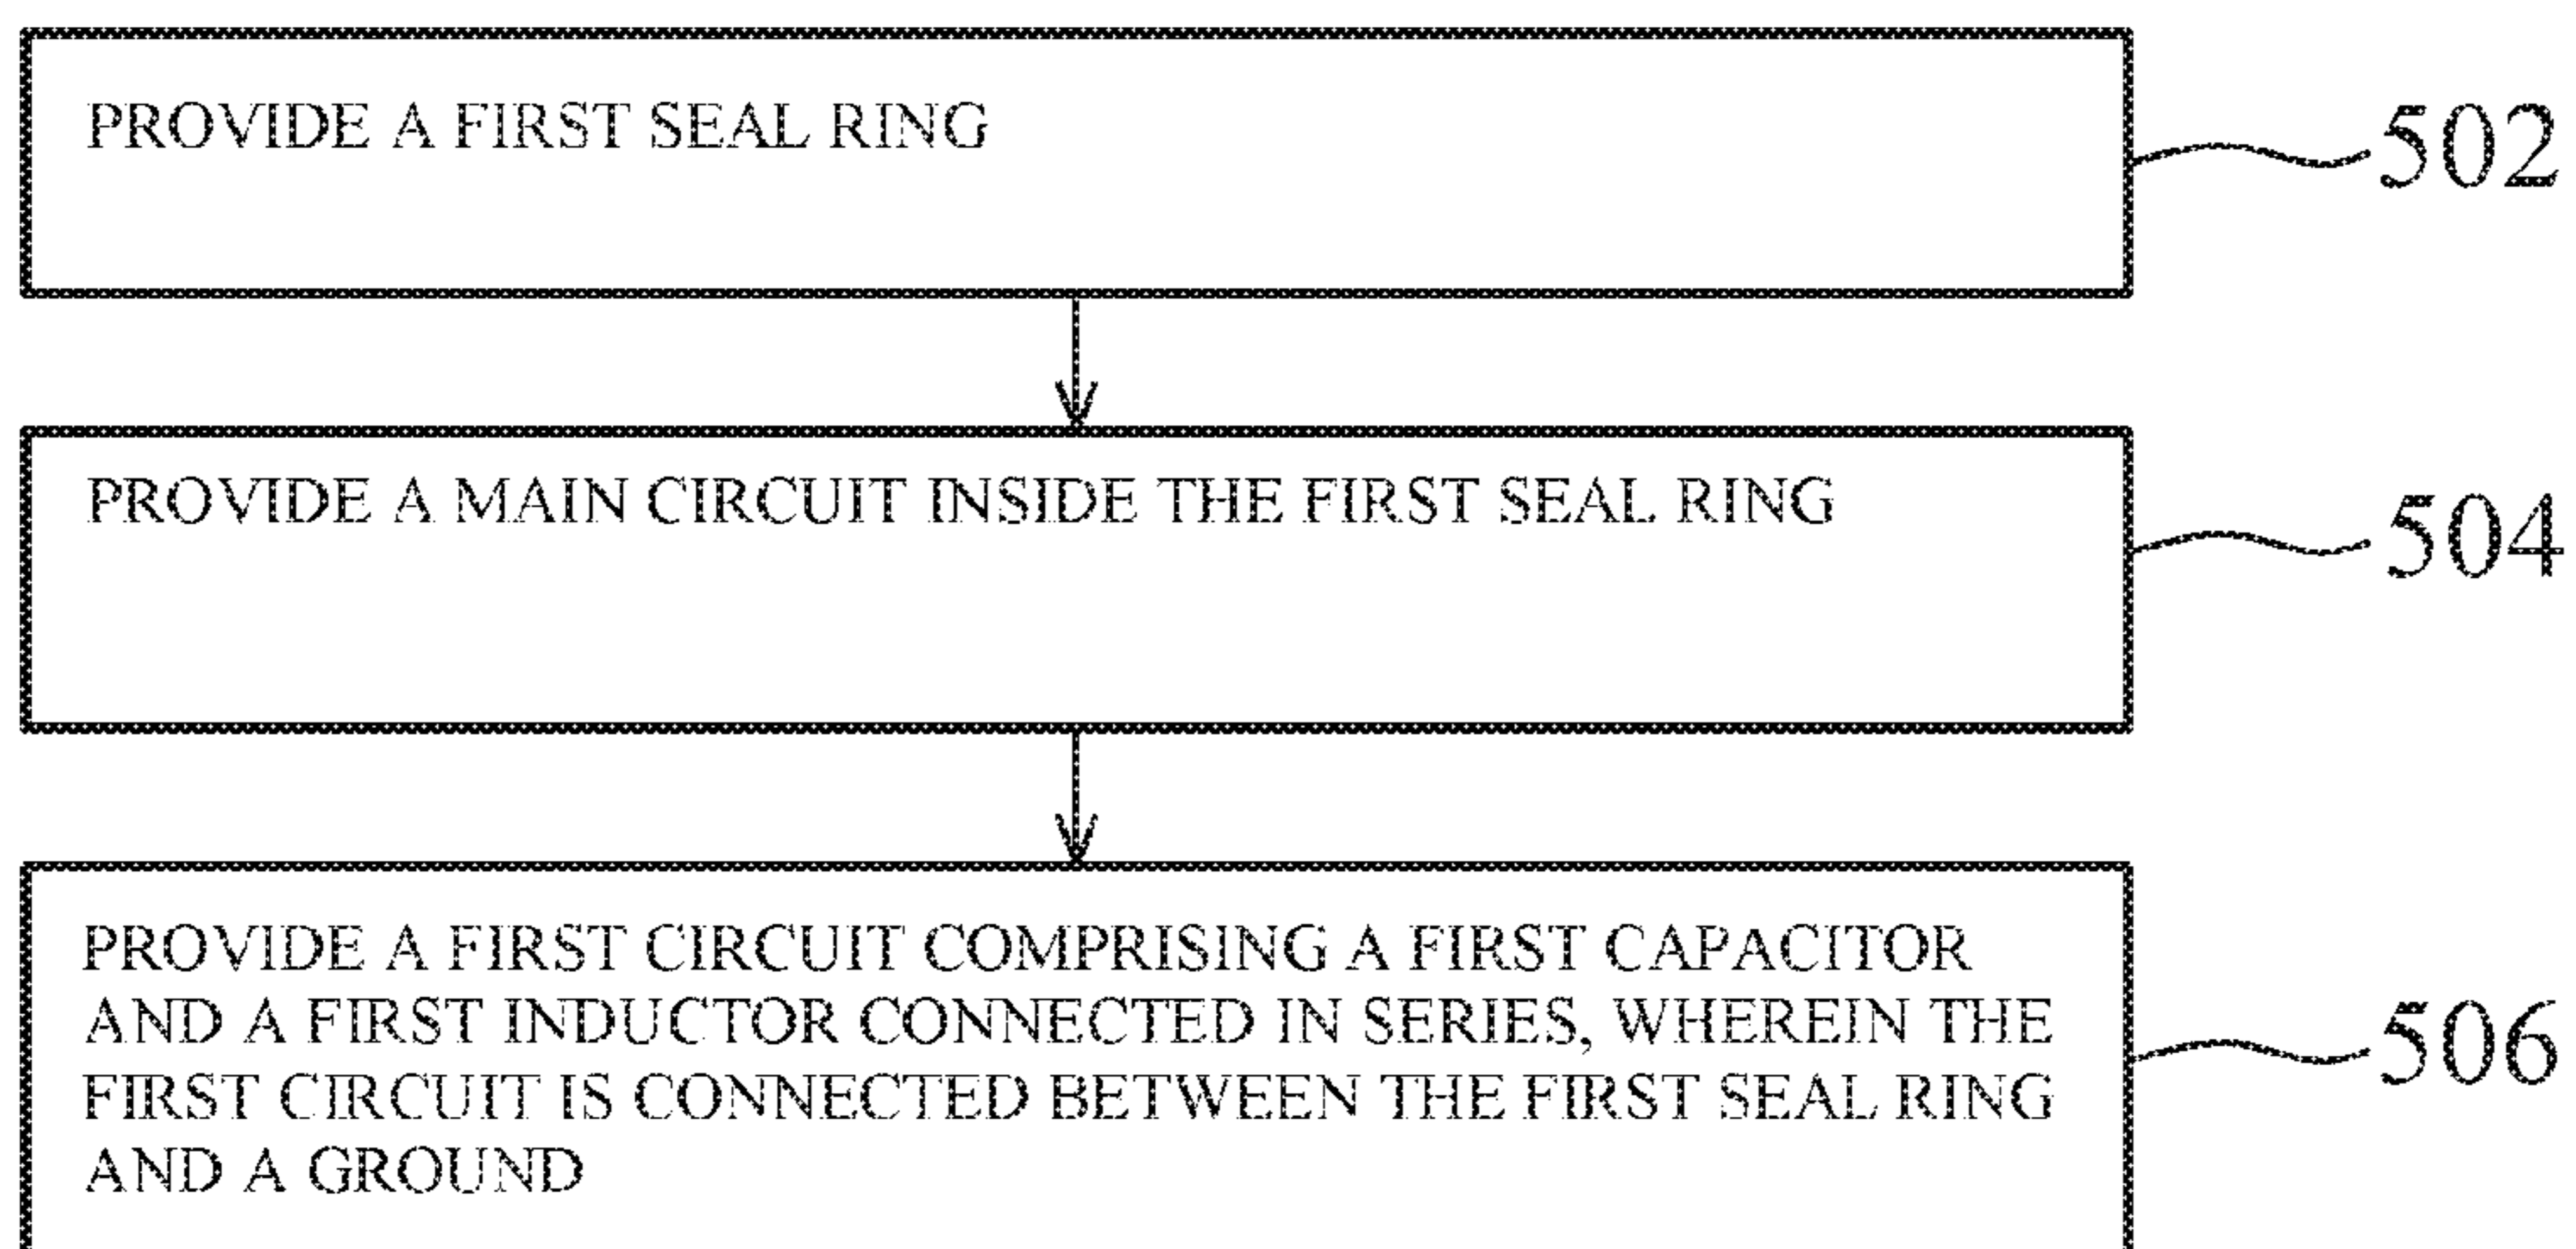 PROVIDE A FIRST SEAL RING
502
PROVIDE A MAIN CIRCUIT INSIDE THE FIRST SEAL RING
504
PROVIDE A FIRST CIRCUIT COMPRISING A FIRST CAPACITOR
AND A FIRST INDUCTOR CONNECTED IN SERIES, WHEREIN THE
FIRST CIRCUIT IS CONNECTED BETWEEN THE FIRST SEAL RING
AND A GROUND
506